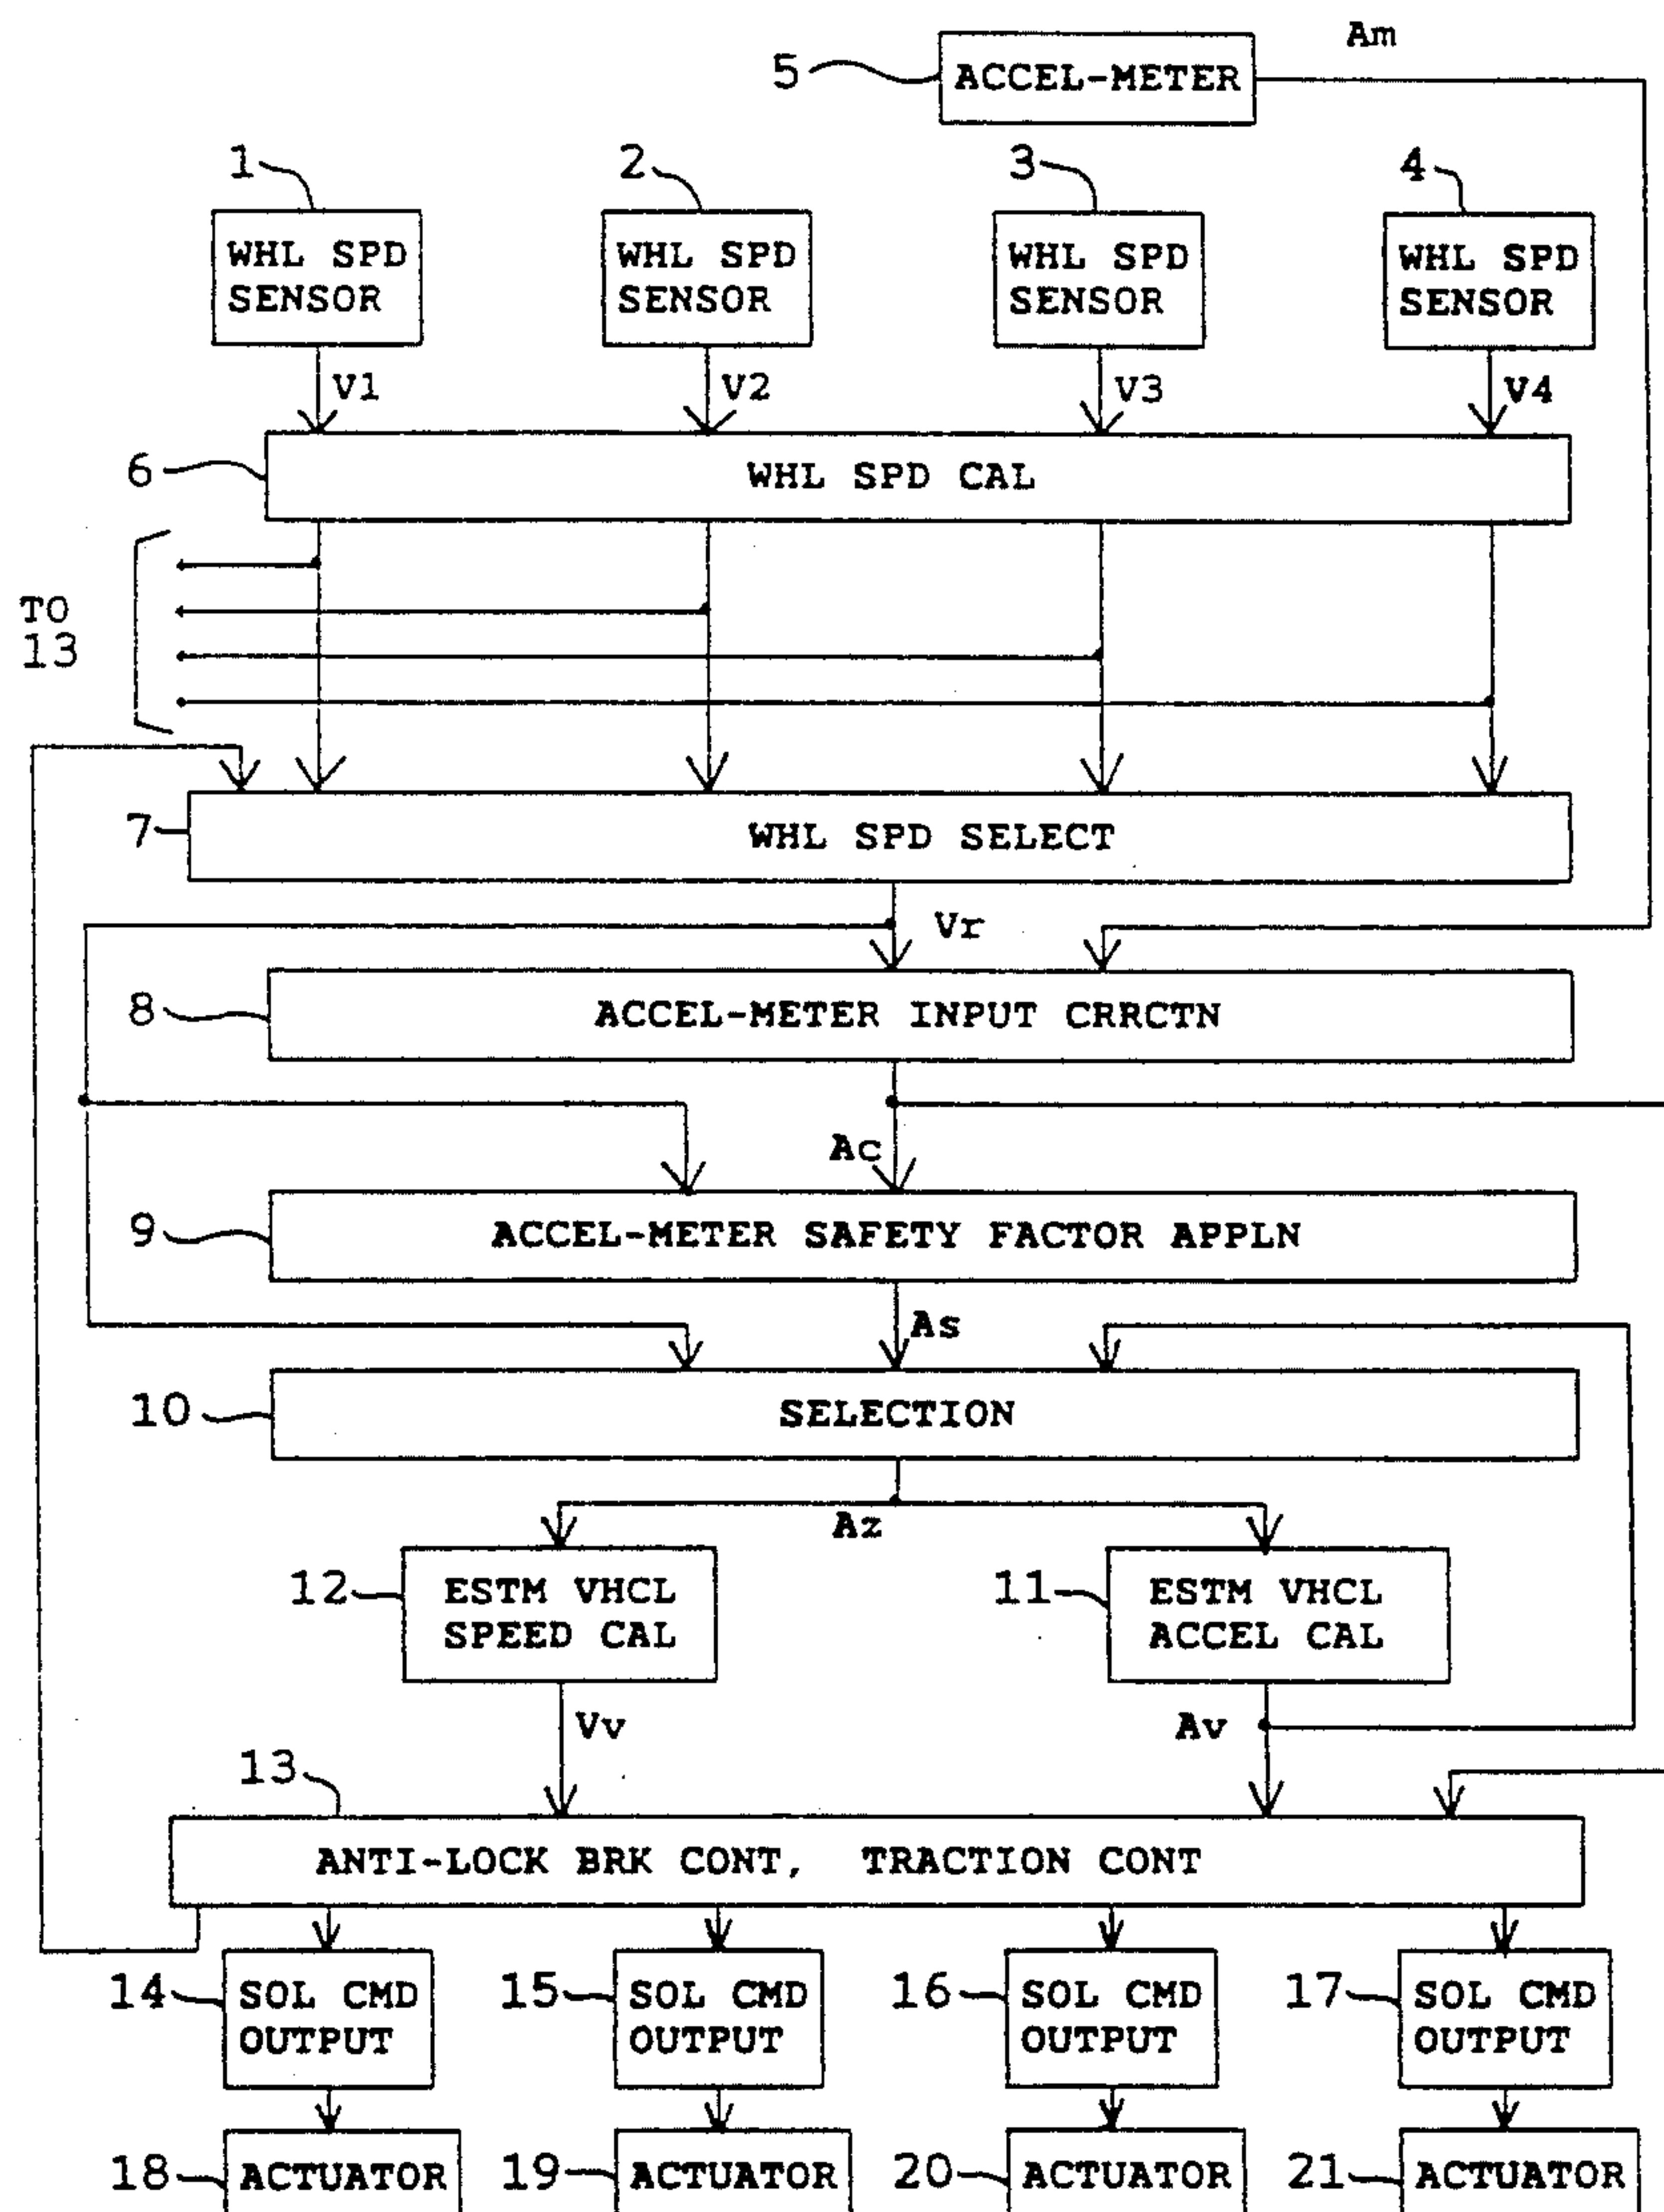 Am
5 ACCEL-METER
1 2 3 4
WHL SPD
SENSOR
WHL SPD
SENSOR
WHL SPD
SENSOR
WHL SPD
SENSOR
V1 V2 V3 V4
6 WHL SPD CAL
TO
13
7 WHL SPD SELECT
Vr
8 ACCEL-METER INPUT CRRCTN
Ac
9 ACCEL-METER SAFETY FACTOR APPLN
As
10 SELECTION
Az
12 ESTM VHCL
SPEED CAL
11 ESTM VHCL
ACCEL CAL
Vv Av
13
ANTI-LOCK BRK CONT, TRACTION CONT
14 SOL CMD
OUTPUT
15 SOL CMD
OUTPUT
16 SOL CMD
OUTPUT
17 SOL CMD
OUTPUT
18 ACTUATOR
19 ACTUATOR
20 ACTUATOR
21 ACTUATOR